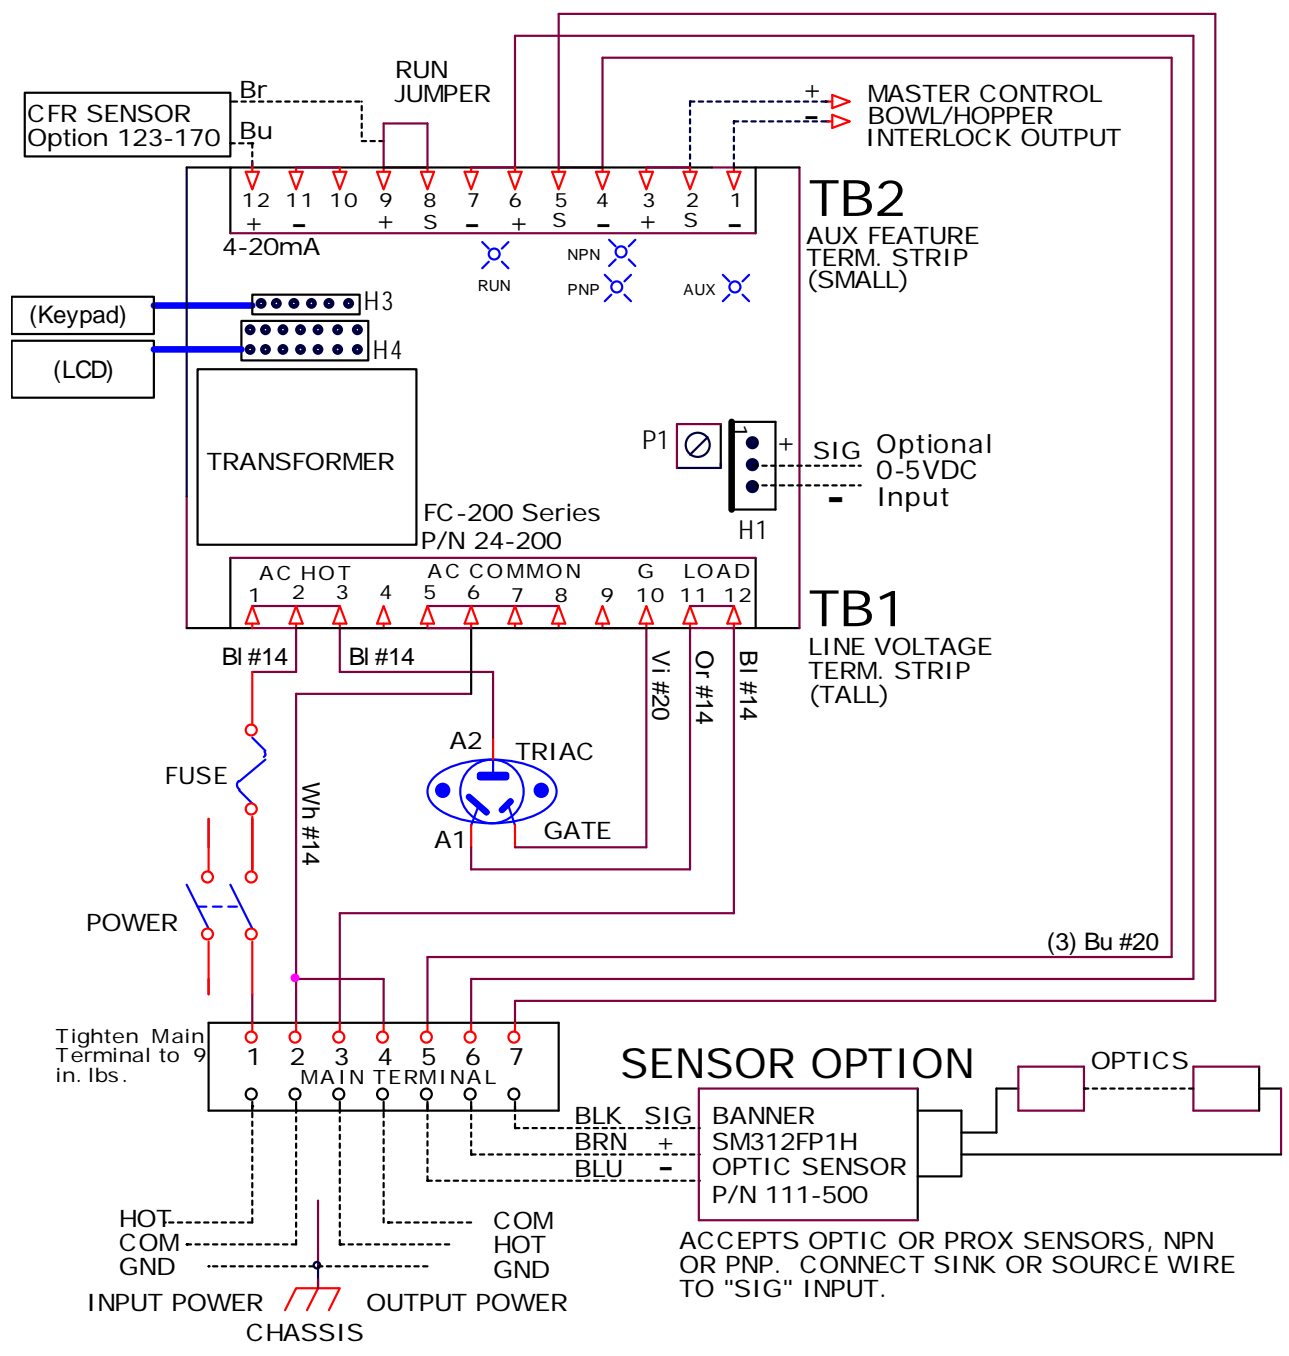 RUN
JUMPER
Br
CFR SENSOR
Option 123-170
Bu
+ MASTER CONTROL
- BOWL/HOPPER
INTERLOCK OUTPUT
12 11 10 9 8 7 6 5 4 3 2 1
+ - + S - + S - + S -
4-20mA
TB2
AUX FEATURE
TERM. STRIP
(SMALL)
RUN
NPN
PNP
AUX
(Keypad)
H3
(LCD)
H4
TRANSFORMER
P1
1
+
SIG
-
Optional
0-5VDC
Input
H1
FC-200 Series
P/N 24-200
AC HOT AC COMMON G LOAD
1 2 3 4 5 6 7 8 9 10 11 12
TB1
LINE VOLTAGE
TERM. STRIP
(TALL)
Bl #14
Bl #14
Vi #20
Or #14
Bl #14
A2
TRIAC
FUSE
Wh #14
A1
GATE
POWER
(3) Bu #20
Tighten Main
Terminal to 9
in. lbs.
1 2 3 4 5 6 7
MAIN TERMINAL
SENSOR OPTION
OPTICS
BLK SIG
BRN +
BLU -
BANNER
SM312FP1H
OPTIC SENSOR
P/N 111-500
HOT
COM
GND
INPUT POWER
COM
HOT
GND
OUTPUT POWER
CHASSIS
ACCEPTS OPTIC OR PROX SENSORS, NPN
OR PNP. CONNECT SINK OR SOURCE WIRE
TO "SIG" INPUT.